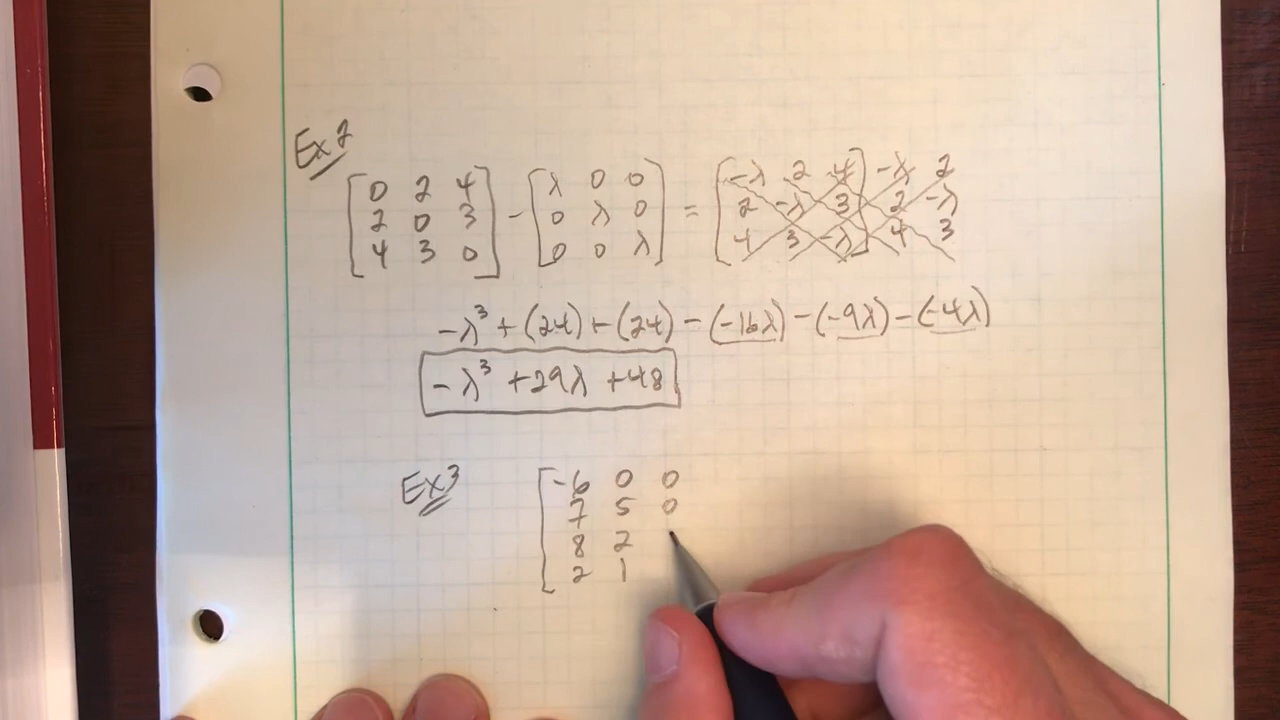 Ex 2
[0 2 4] - [λ 0 0] = [-λ 2 4] -λ 2
[2 0 3] [0 λ 0] [2 -λ 3] 2 -λ
[4 3 0] [0 0 λ] [4 3 -λ] 4 3
-λ³ + (24) + (24) - (-16λ) - (-9λ) - (-4λ)
-λ³ + 29λ + 48
Ex 3
[-6 0 0
7 5 0
8 2
2 1